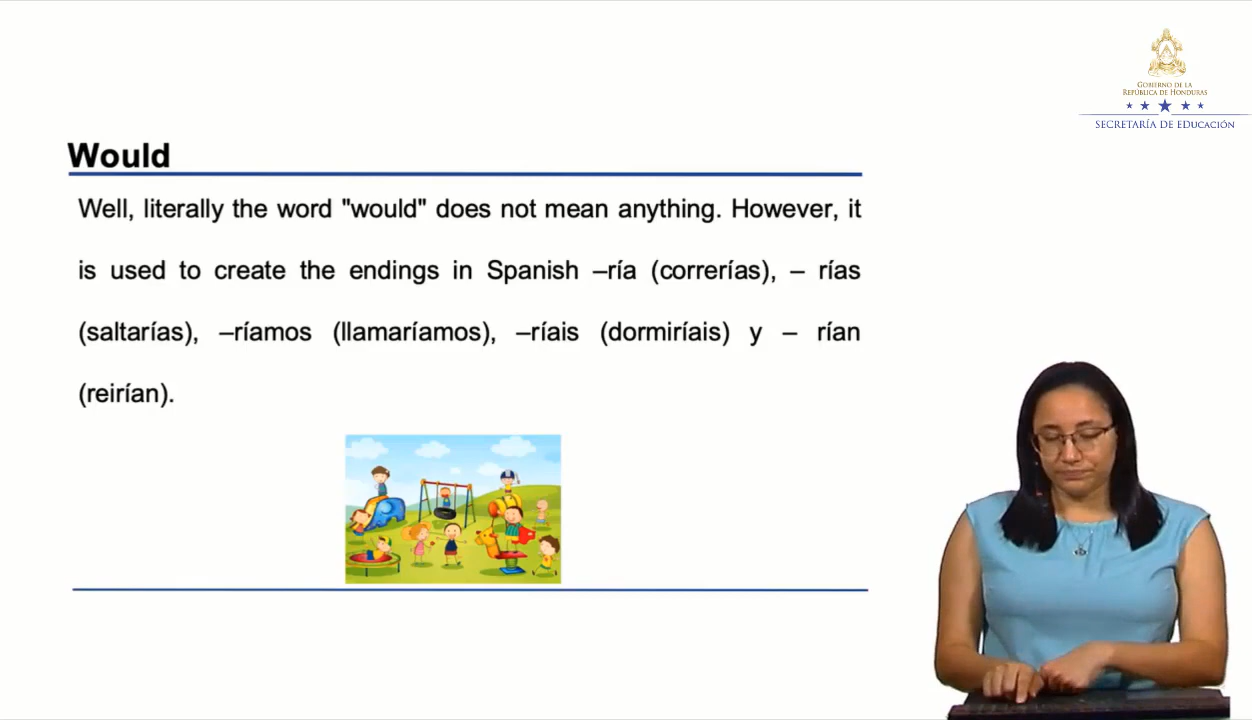 GOBIERNO DE LA
REPÚBLICA DE HONDURAS
SECRETARÍA DE EDUCACIÓN
Would
Well, literally the word "would" does not mean anything. However, it
is used to create the endings in Spanish –ría (correrías), – rías
(saltarías), –ríamos (llamaríamos), –ríais (dormiríais) y – rían
(reirían).